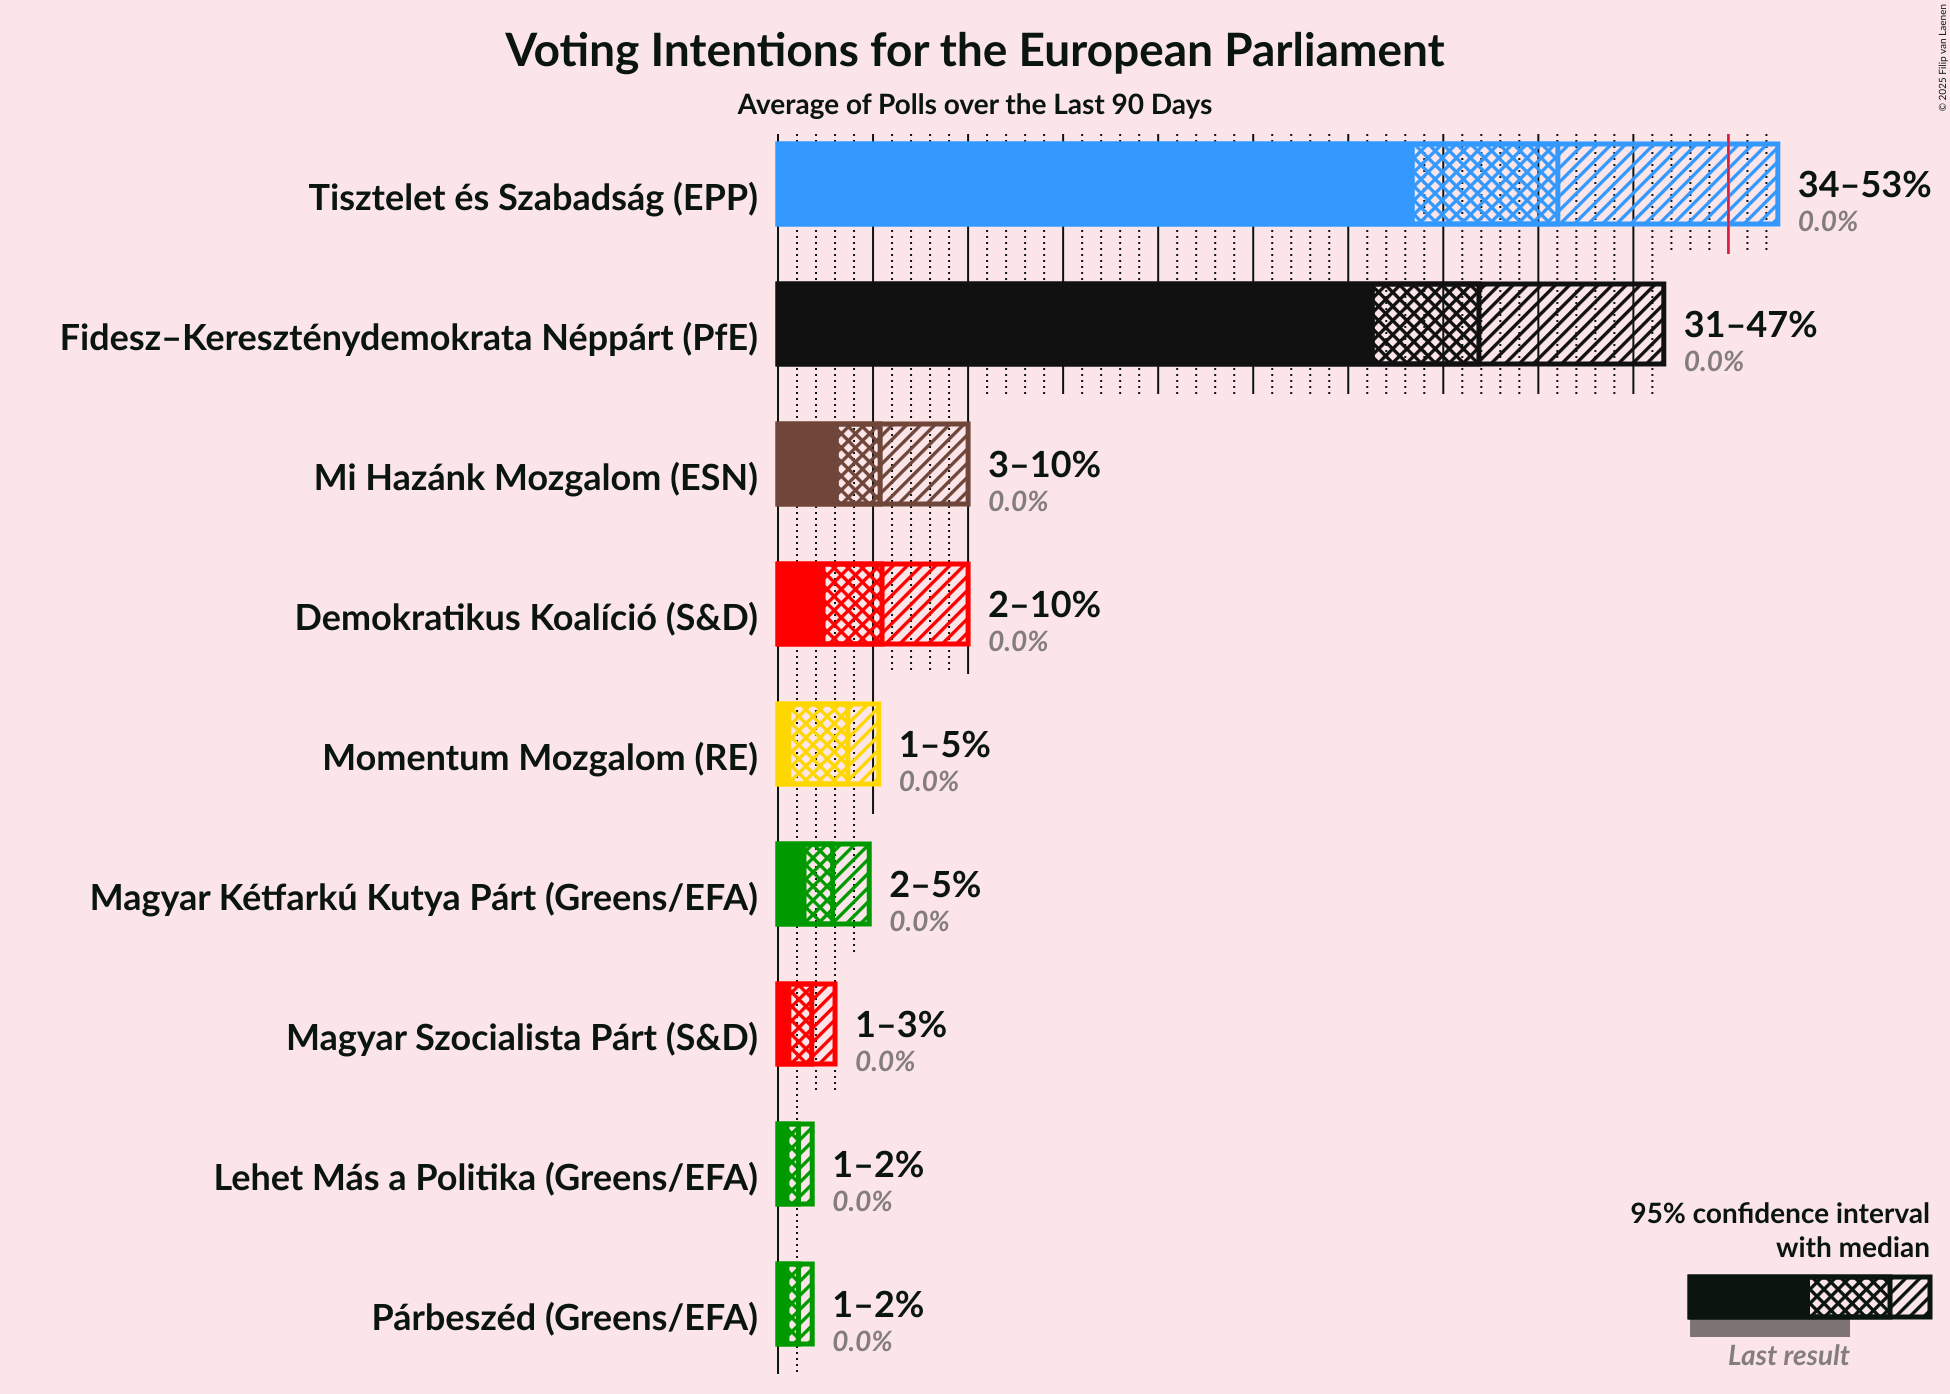 Voting Intentions for the European Parliament
Average of Polls over the Last 90 Days
© 2025 Filip van Laenen
Tisztelet és Szabadság (EPP)
34–53%
0.0%
Fidesz–Kereszténydemokrata Néppárt (PfE)
31–47%
0.0%
Mi Hazánk Mozgalom (ESN)
3–10%
0.0%
Demokratikus Koalíció (S&D)
2–10%
0.0%
Momentum Mozgalom (RE)
1–5%
0.0%
Magyar Kétfarkú Kutya Párt (Greens/EFA)
2–5%
0.0%
Magyar Szocialista Párt (S&D)
1–3%
0.0%
Lehet Más a Politika (Greens/EFA)
1–2%
0.0%
Párbeszéd (Greens/EFA)
1–2%
0.0%
95% confidence interval
with median
Last result